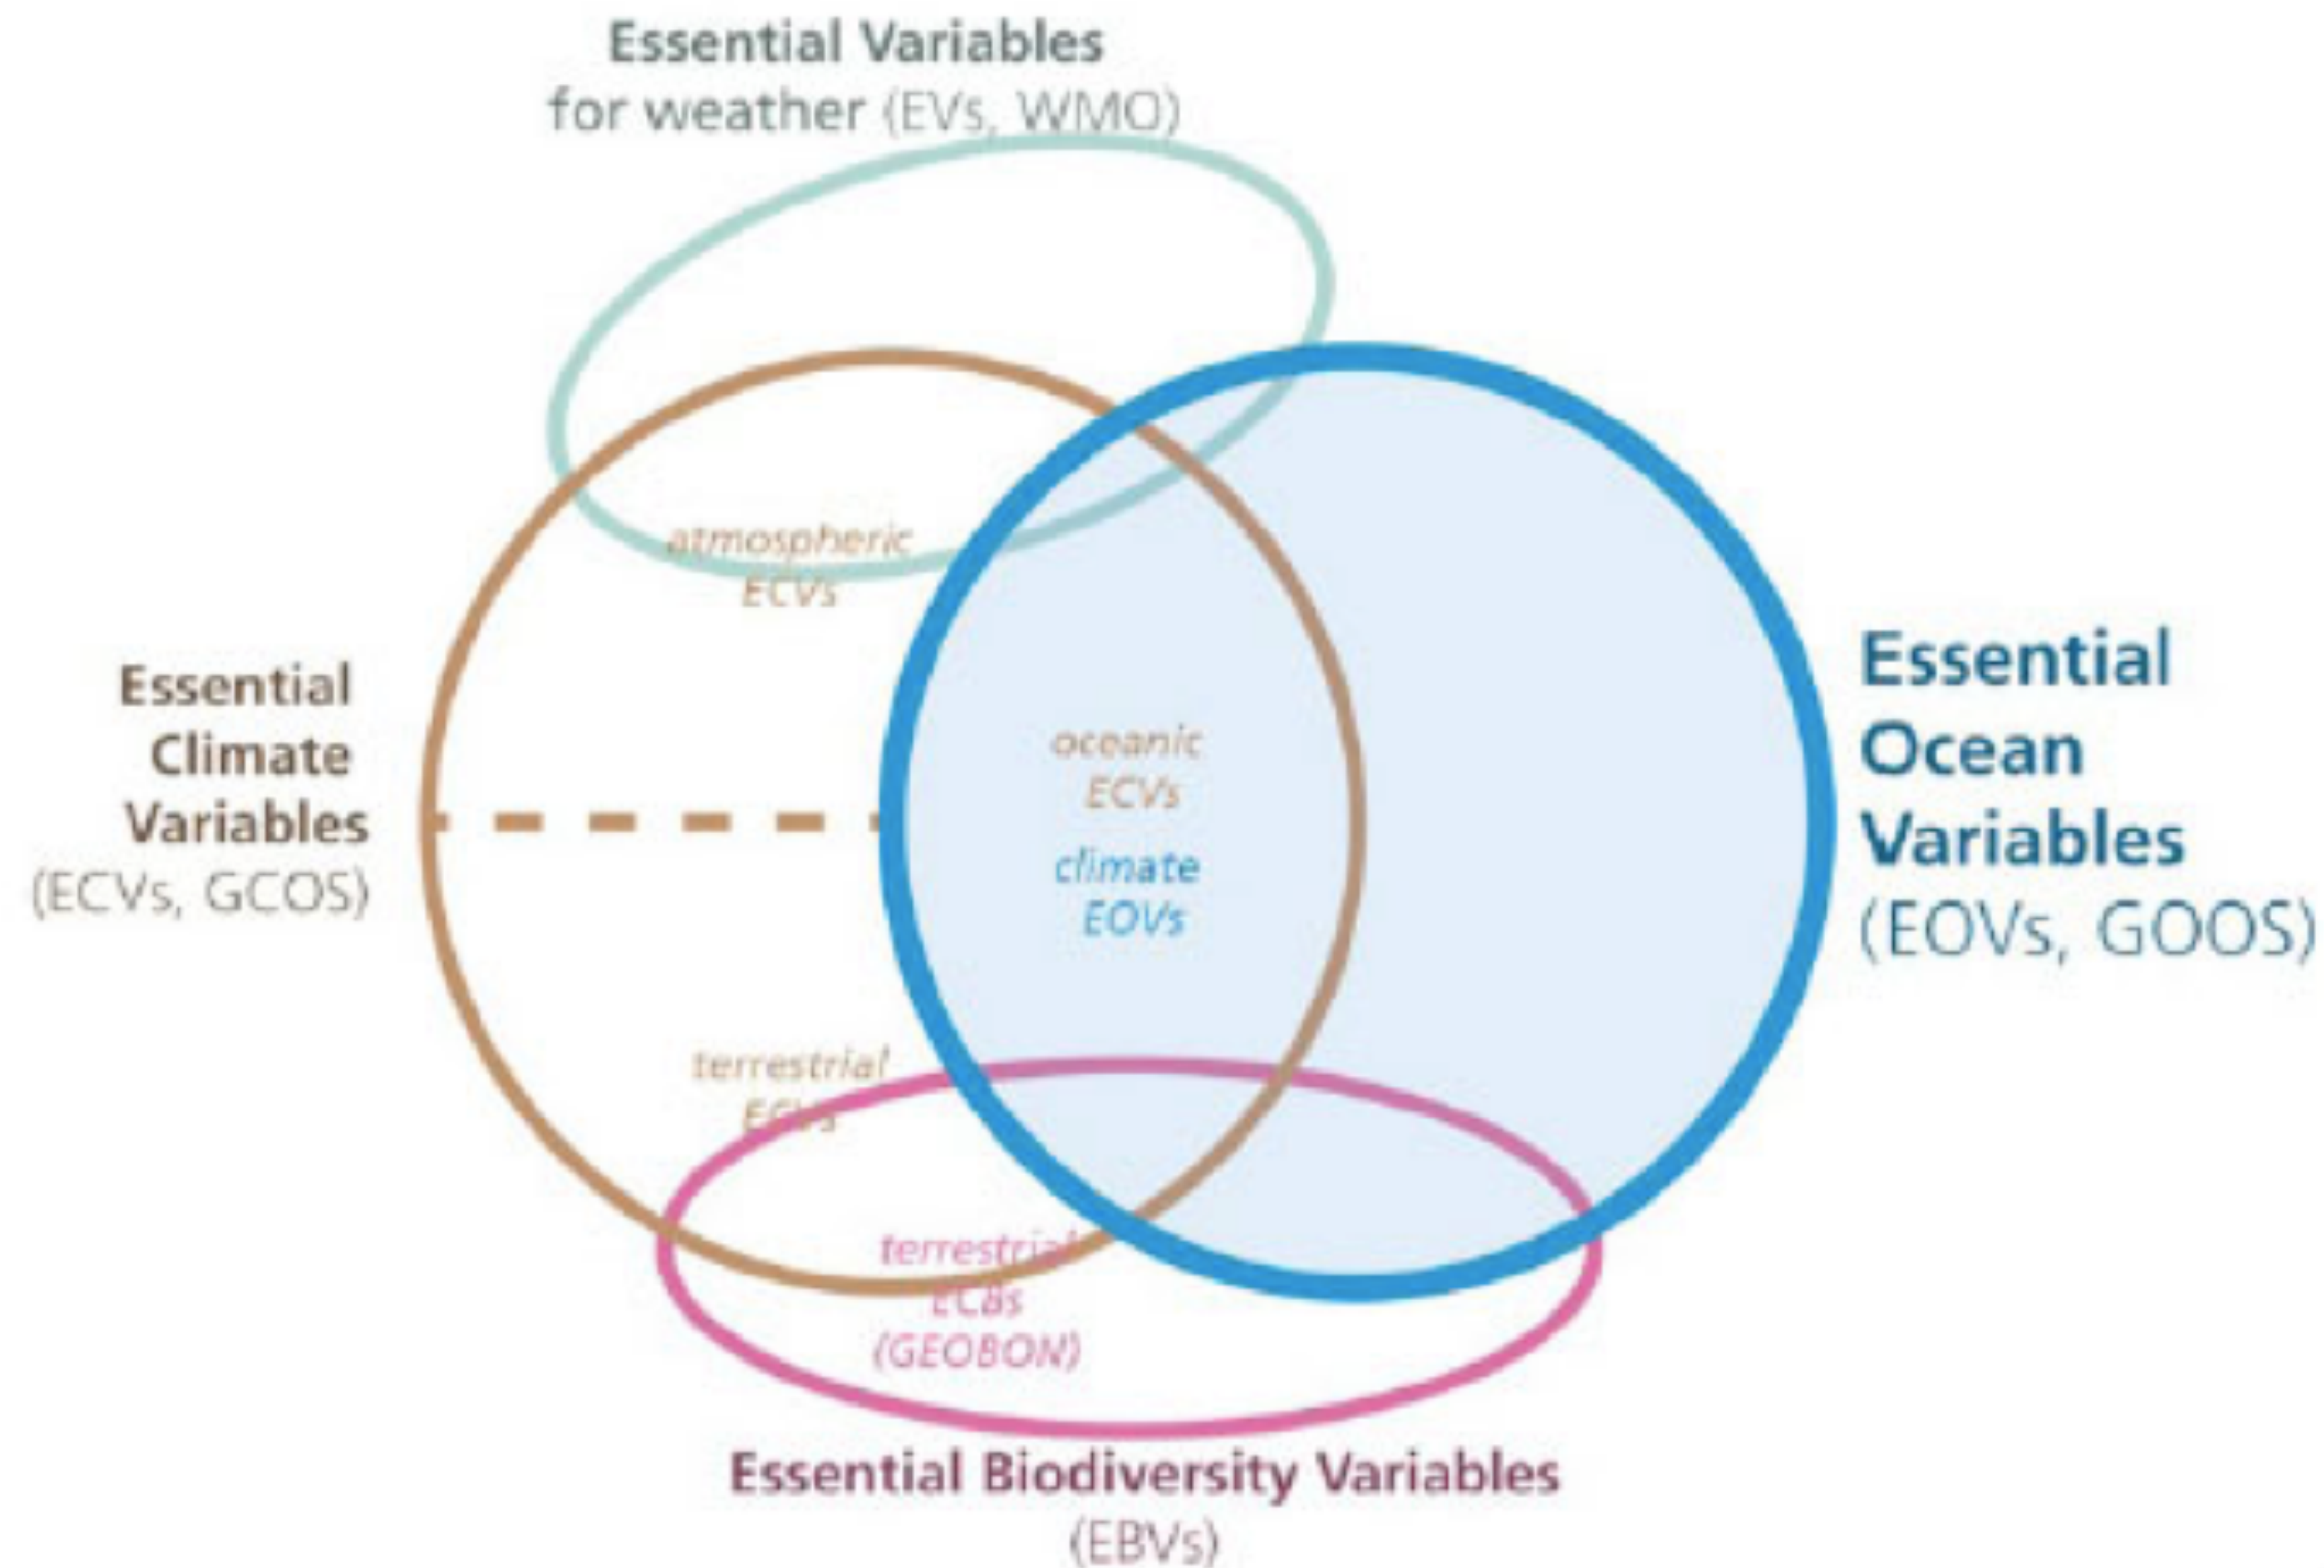 Essential Variables
for weather (EVs, WMO)
atmospheric
ECVs
Essential
Climate
Variables
(ECVs, GCOS)
oceanic
ECVs
climate
EOVs
Essential
Ocean
Variables
(EOVs, GOOS)
terrestrial
ECVs
terrestrial
ECBs
(GEOBON)
Essential Biodiversity Variables
(EBVs)